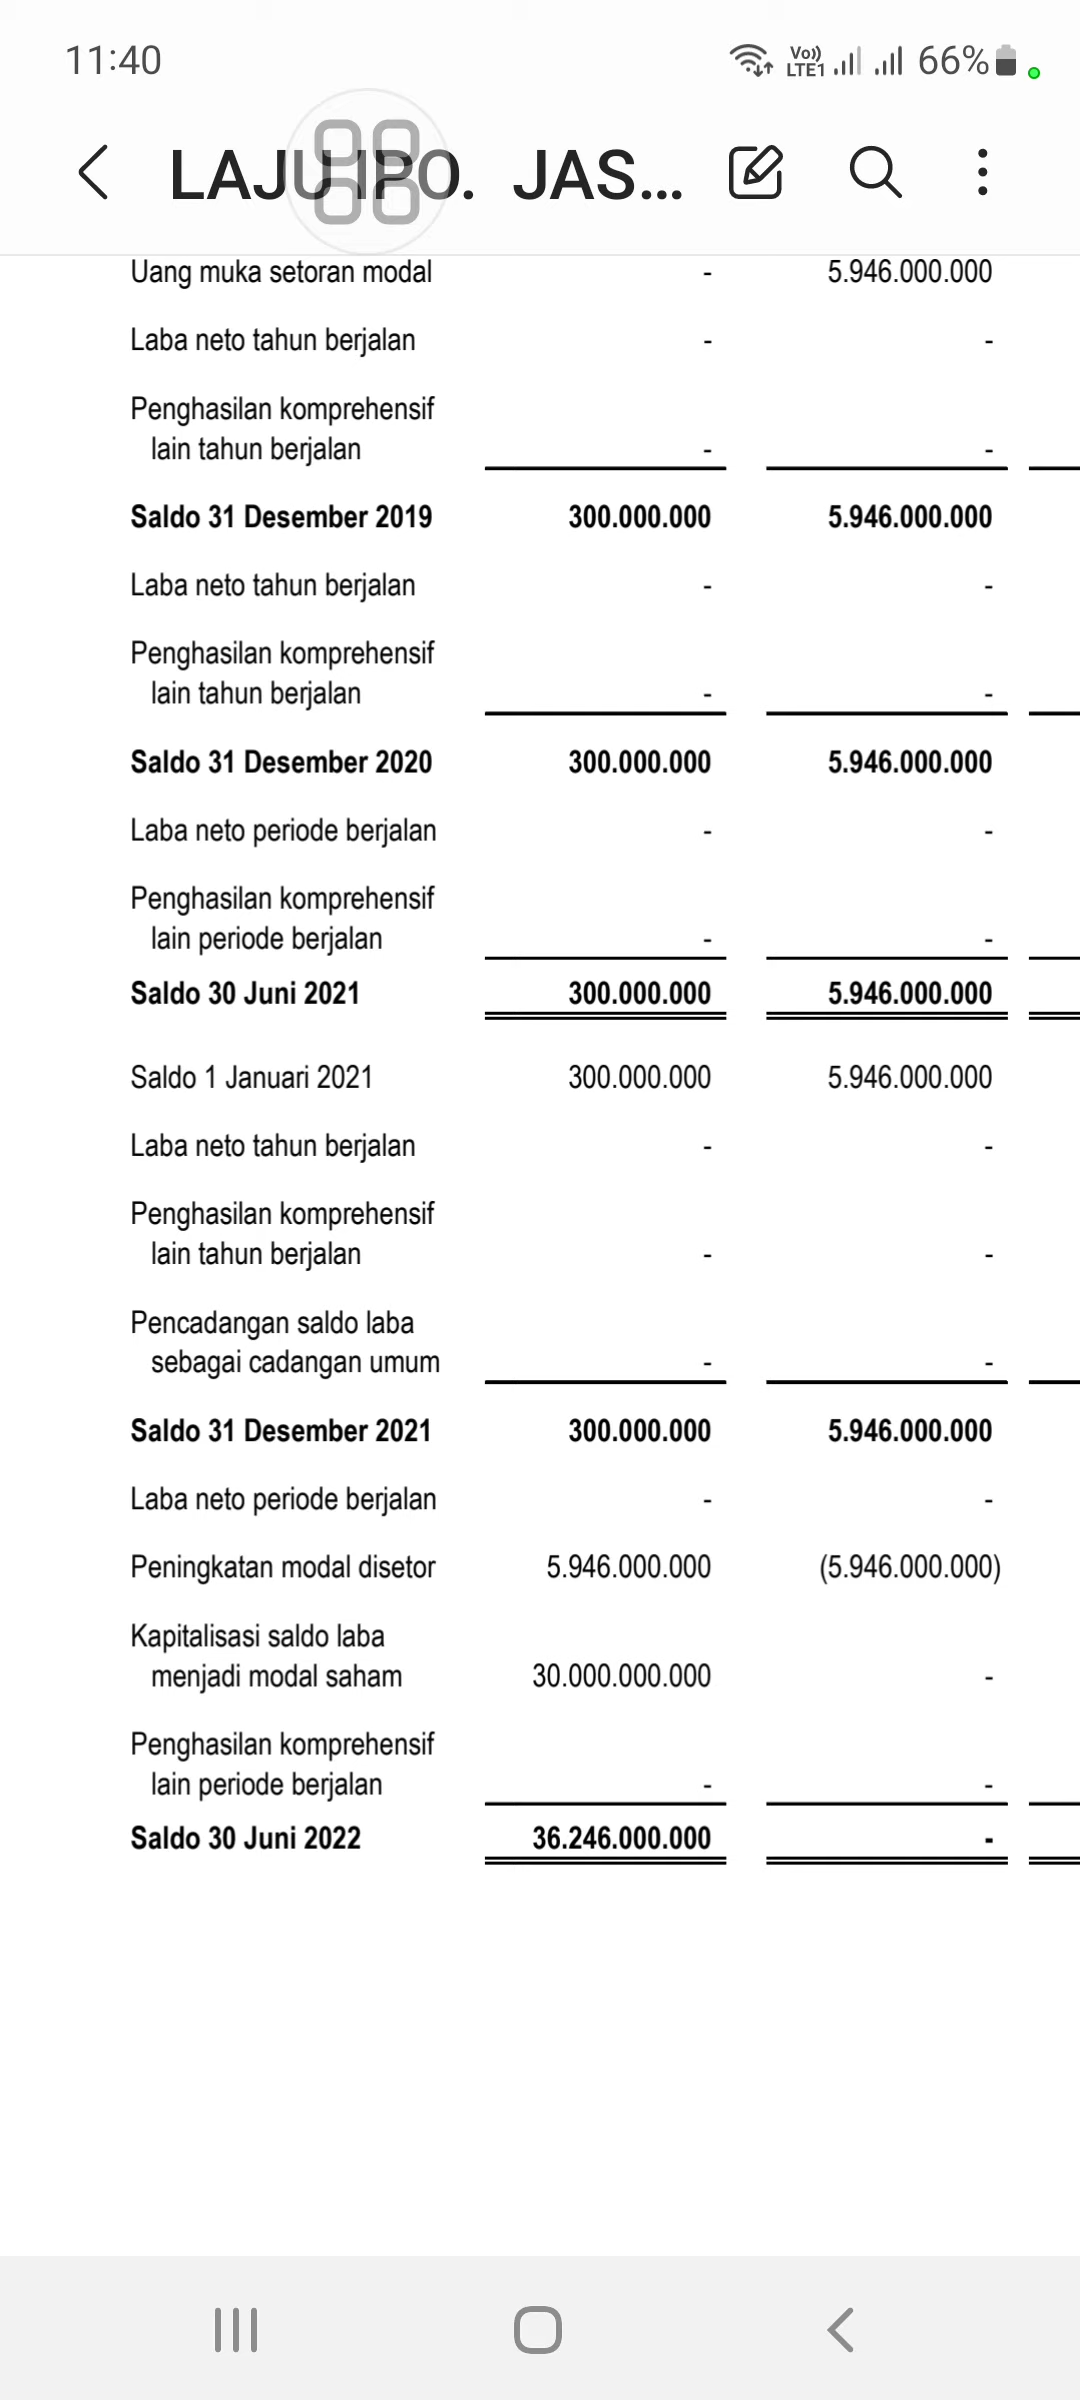 11:40 Vo)) LTE1 66%
LAJU IPO. JAS...
Uang muka setoran modal - 5.946.000.000
Laba neto tahun berjalan - -
Penghasilan komprehensif
lain tahun berjalan - -
Saldo 31 Desember 2019 300.000.000 5.946.000.000
Laba neto tahun berjalan - -
Penghasilan komprehensif
lain tahun berjalan - -
Saldo 31 Desember 2020 300.000.000 5.946.000.000
Laba neto periode berjalan - -
Penghasilan komprehensif
lain periode berjalan - -
Saldo 30 Juni 2021 300.000.000 5.946.000.000
Saldo 1 Januari 2021 300.000.000 5.946.000.000
Laba neto tahun berjalan - -
Penghasilan komprehensif
lain tahun berjalan - -
Pencadangan saldo laba
sebagai cadangan umum - -
Saldo 31 Desember 2021 300.000.000 5.946.000.000
Laba neto periode berjalan - -
Peningkatan modal disetor 5.946.000.000 (5.946.000.000)
Kapitalisasi saldo laba
menjadi modal saham 30.000.000.000 -
Penghasilan komprehensif
lain periode berjalan - -
Saldo 30 Juni 2022 36.246.000.000 -